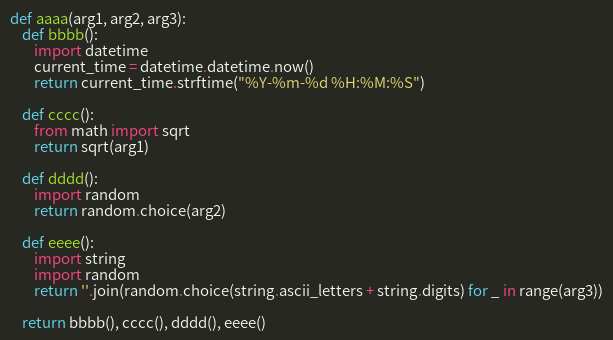 def aaaa(arg1, arg2, arg3):
    def bbbb():
        import datetime
        current_time = datetime.datetime.now()
        return current_time.strftime("%Y-%m-%d %H:%M:%S")

    def cccc():
        from math import sqrt
        return sqrt(arg1)

    def dddd():
        import random
        return random.choice(arg2)

    def eeee():
        import string
        import random
        return ''.join(random.choice(string.ascii_letters + string.digits) for _ in range(arg3))

    return bbbb(), cccc(), dddd(), eeee()